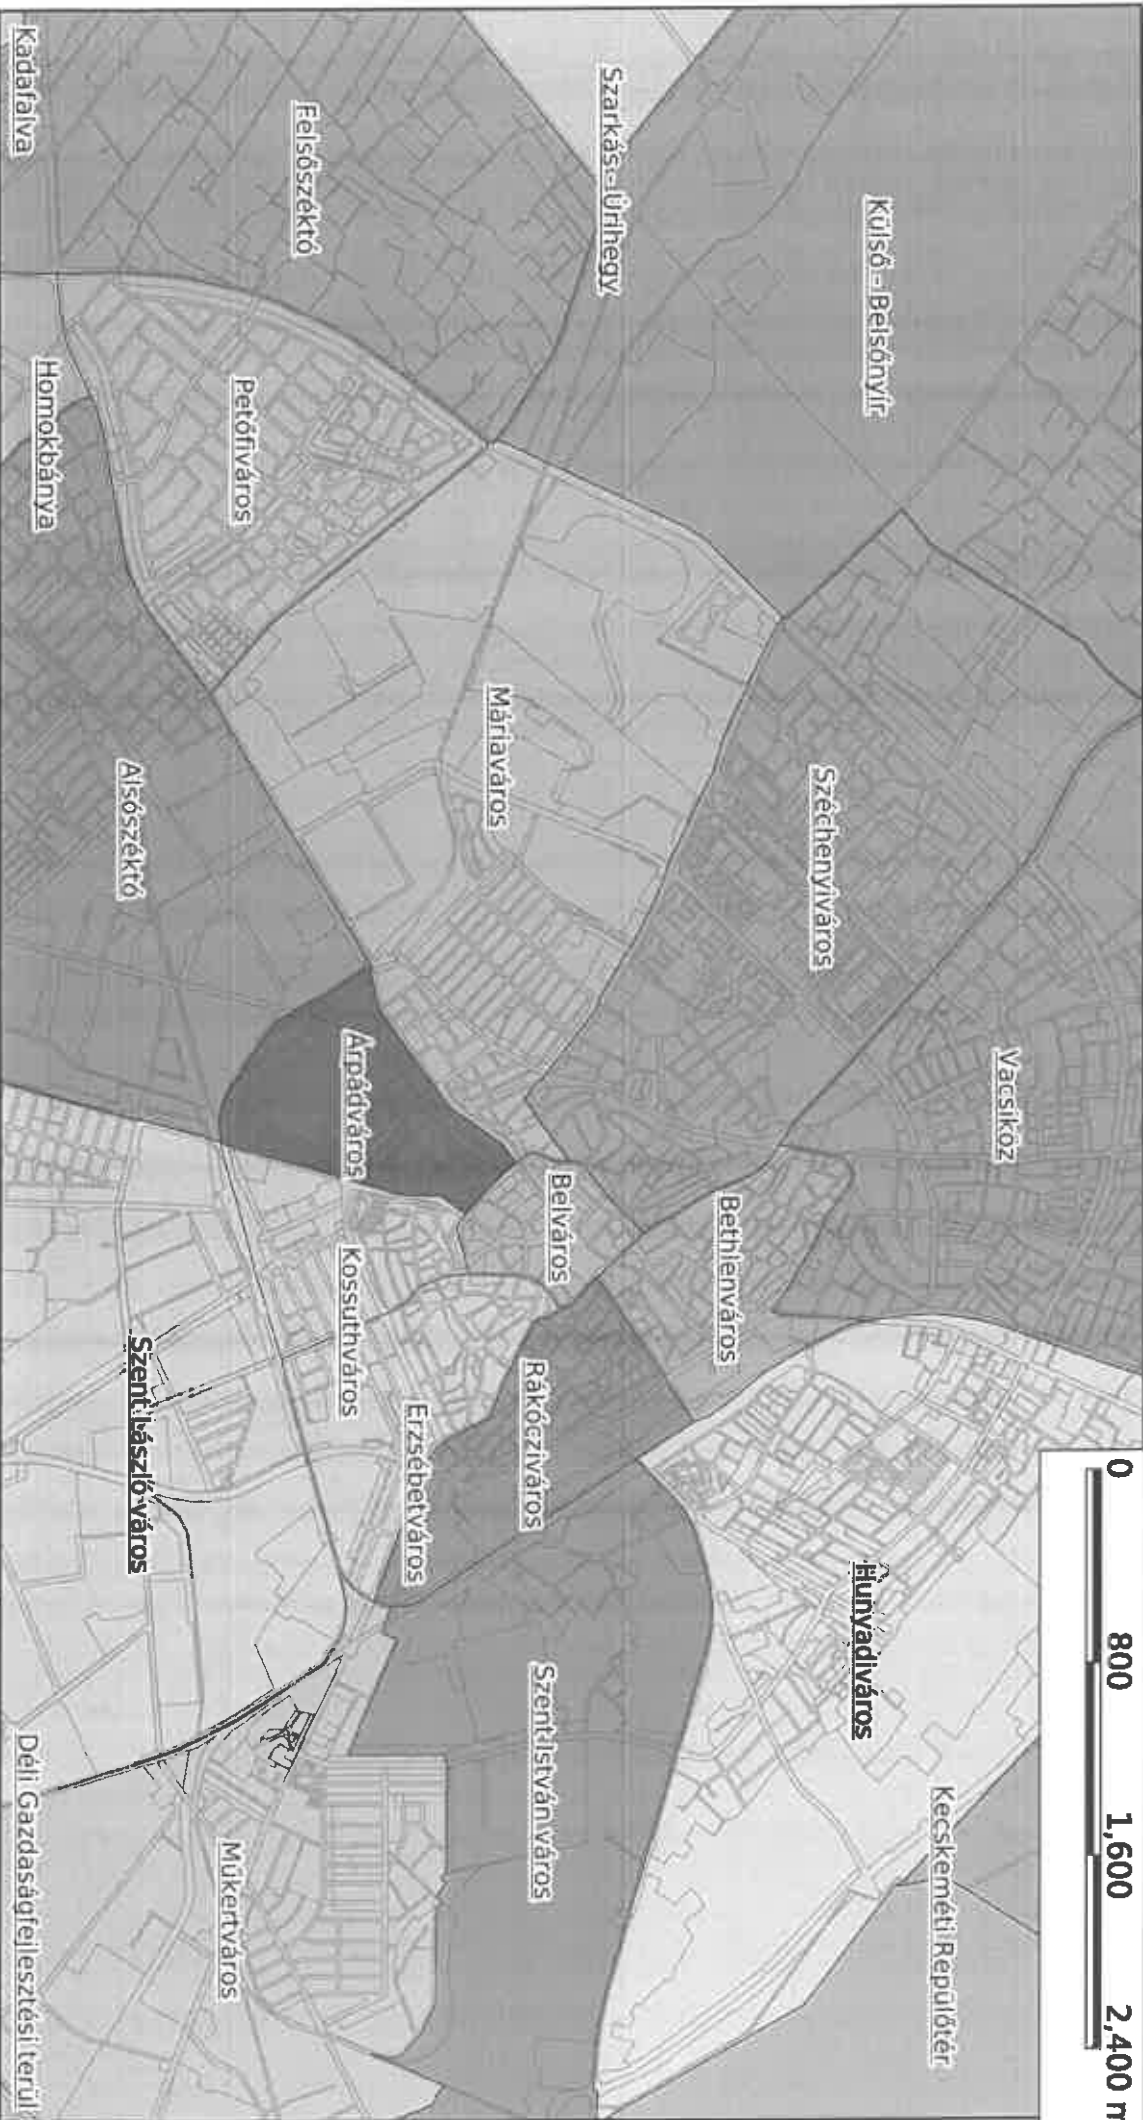 0 800 1,600 2,400 m
Vacsiköz
Kecskeméti Repülőtér
Külső - Belsőnyír
Hunyadiváros
Széchenyiváros
Bethlenváros
Szarkás - Úrihegy
Belváros
Szent István város
Rákócziváros
Máriaváros
Erzsébetváros
Árpádváros
Kossuthváros
Felsőszéktó
Petőfiváros
Műkertváros
Szent László város
Alsószéktó
Homokbánya
Déli Gazdaságfejlesztési terül
Kadafalva